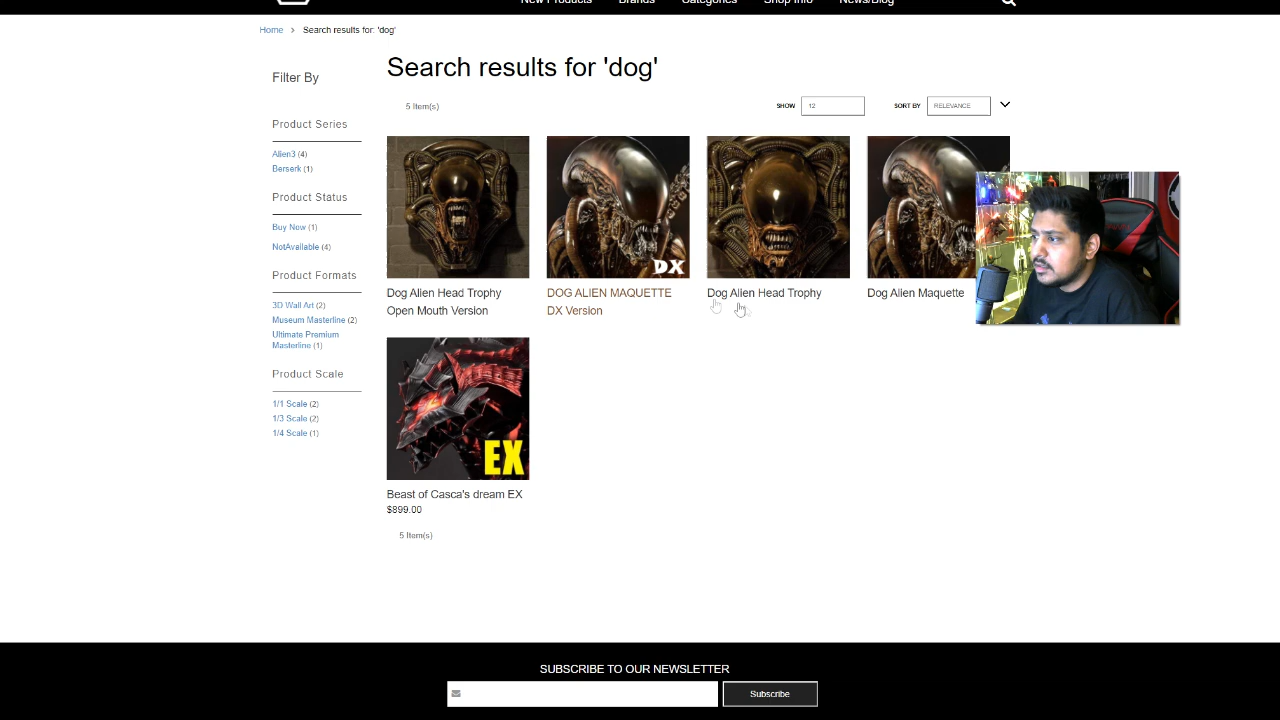 New Products Brands Categories Shop Info News/Blog
Home > Search results for: 'dog'
Filter By
Product Series
Alien3 (4)
Berserk (1)
Product Status
Buy Now (1)
NotAvailable (4)
Product Formats
3D Wall Art (2)
Museum Masterline (2)
Ultimate Premium
Masterline (1)
Product Scale
1/1 Scale (2)
1/3 Scale (2)
1/4 Scale (1)
Search results for 'dog'
5 Item(s)
SHOW 12 SORT BY RELEVANCE
DX
Dog Alien Head Trophy
Open Mouth Version
DOG ALIEN MAQUETTE
DX Version
Dog Alien Head Trophy
Dog Alien Maquette
EX
Beast of Casca's dream EX
$899.00
5 Item(s)
SUBSCRIBE TO OUR NEWSLETTER
Subscribe